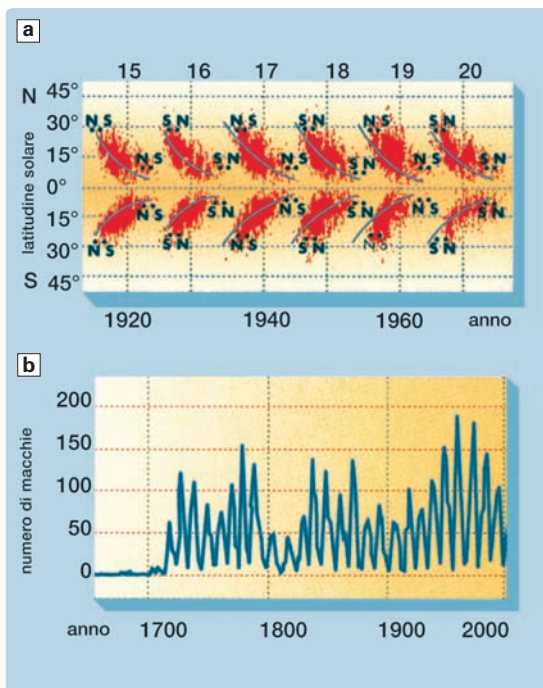 a
15 16 17 18 19 20
N 45°
30° N S S N N S S N N S S N
15° N S S N N S S N N S S N
0°
15° N S S N N S S N N S S N
30° N S S N N S S N N S S N
S 45°
latitudine solare
1920 1940 1960 anno
b
200
150
100
50
0
numero di macchie
anno 1700 1800 1900 2000